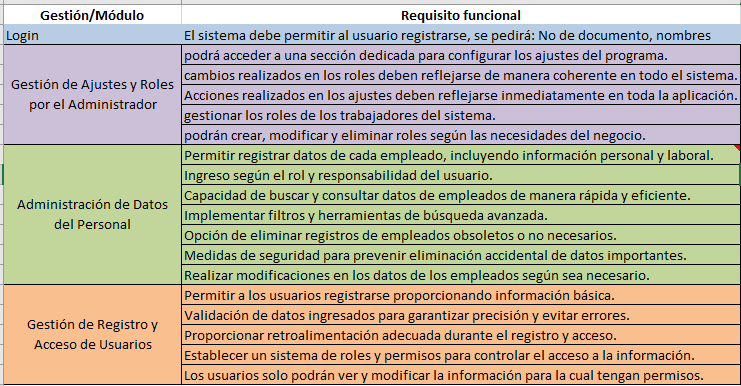 Gestión/Módulo Requisito funcional
Login El sistema debe permitir al usuario registrarse, se pedirá: No de documento, nombres
Gestión de Ajustes y Roles por el Administrador
podrá acceder a una sección dedicada para configurar los ajustes del programa.
cambios realizados en los roles deben reflejarse de manera coherente en todo el sistema.
Acciones realizados en los ajustes deben reflejarse inmediatamente en toda la aplicación.
gestionar los roles de los trabajadores del sistema.
podrán crear, modificar y eliminar roles según las necesidades del negocio.
Administración de Datos del Personal
Permitir registrar datos de cada empleado, incluyendo información personal y laboral.
Ingreso según el rol y responsabilidad del usuario.
Capacidad de buscar y consultar datos de empleados de manera rápida y eficiente.
Implementar filtros y herramientas de búsqueda avanzada.
Opción de eliminar registros de empleados obsoletos o no necesarios.
Medidas de seguridad para prevenir eliminación accidental de datos importantes.
Realizar modificaciones en los datos de los empleados según sea necesario.
Gestión de Registro y Acceso de Usuarios
Permitir a los usuarios registrarse proporcionando información básica.
Validación de datos ingresados para garantizar precisión y evitar errores.
Proporcionar retroalimentación adecuada durante el registro y acceso.
Establecer un sistema de roles y permisos para controlar el acceso a la información.
Los usuarios solo podrán ver y modificar la información para la cual tengan permisos.